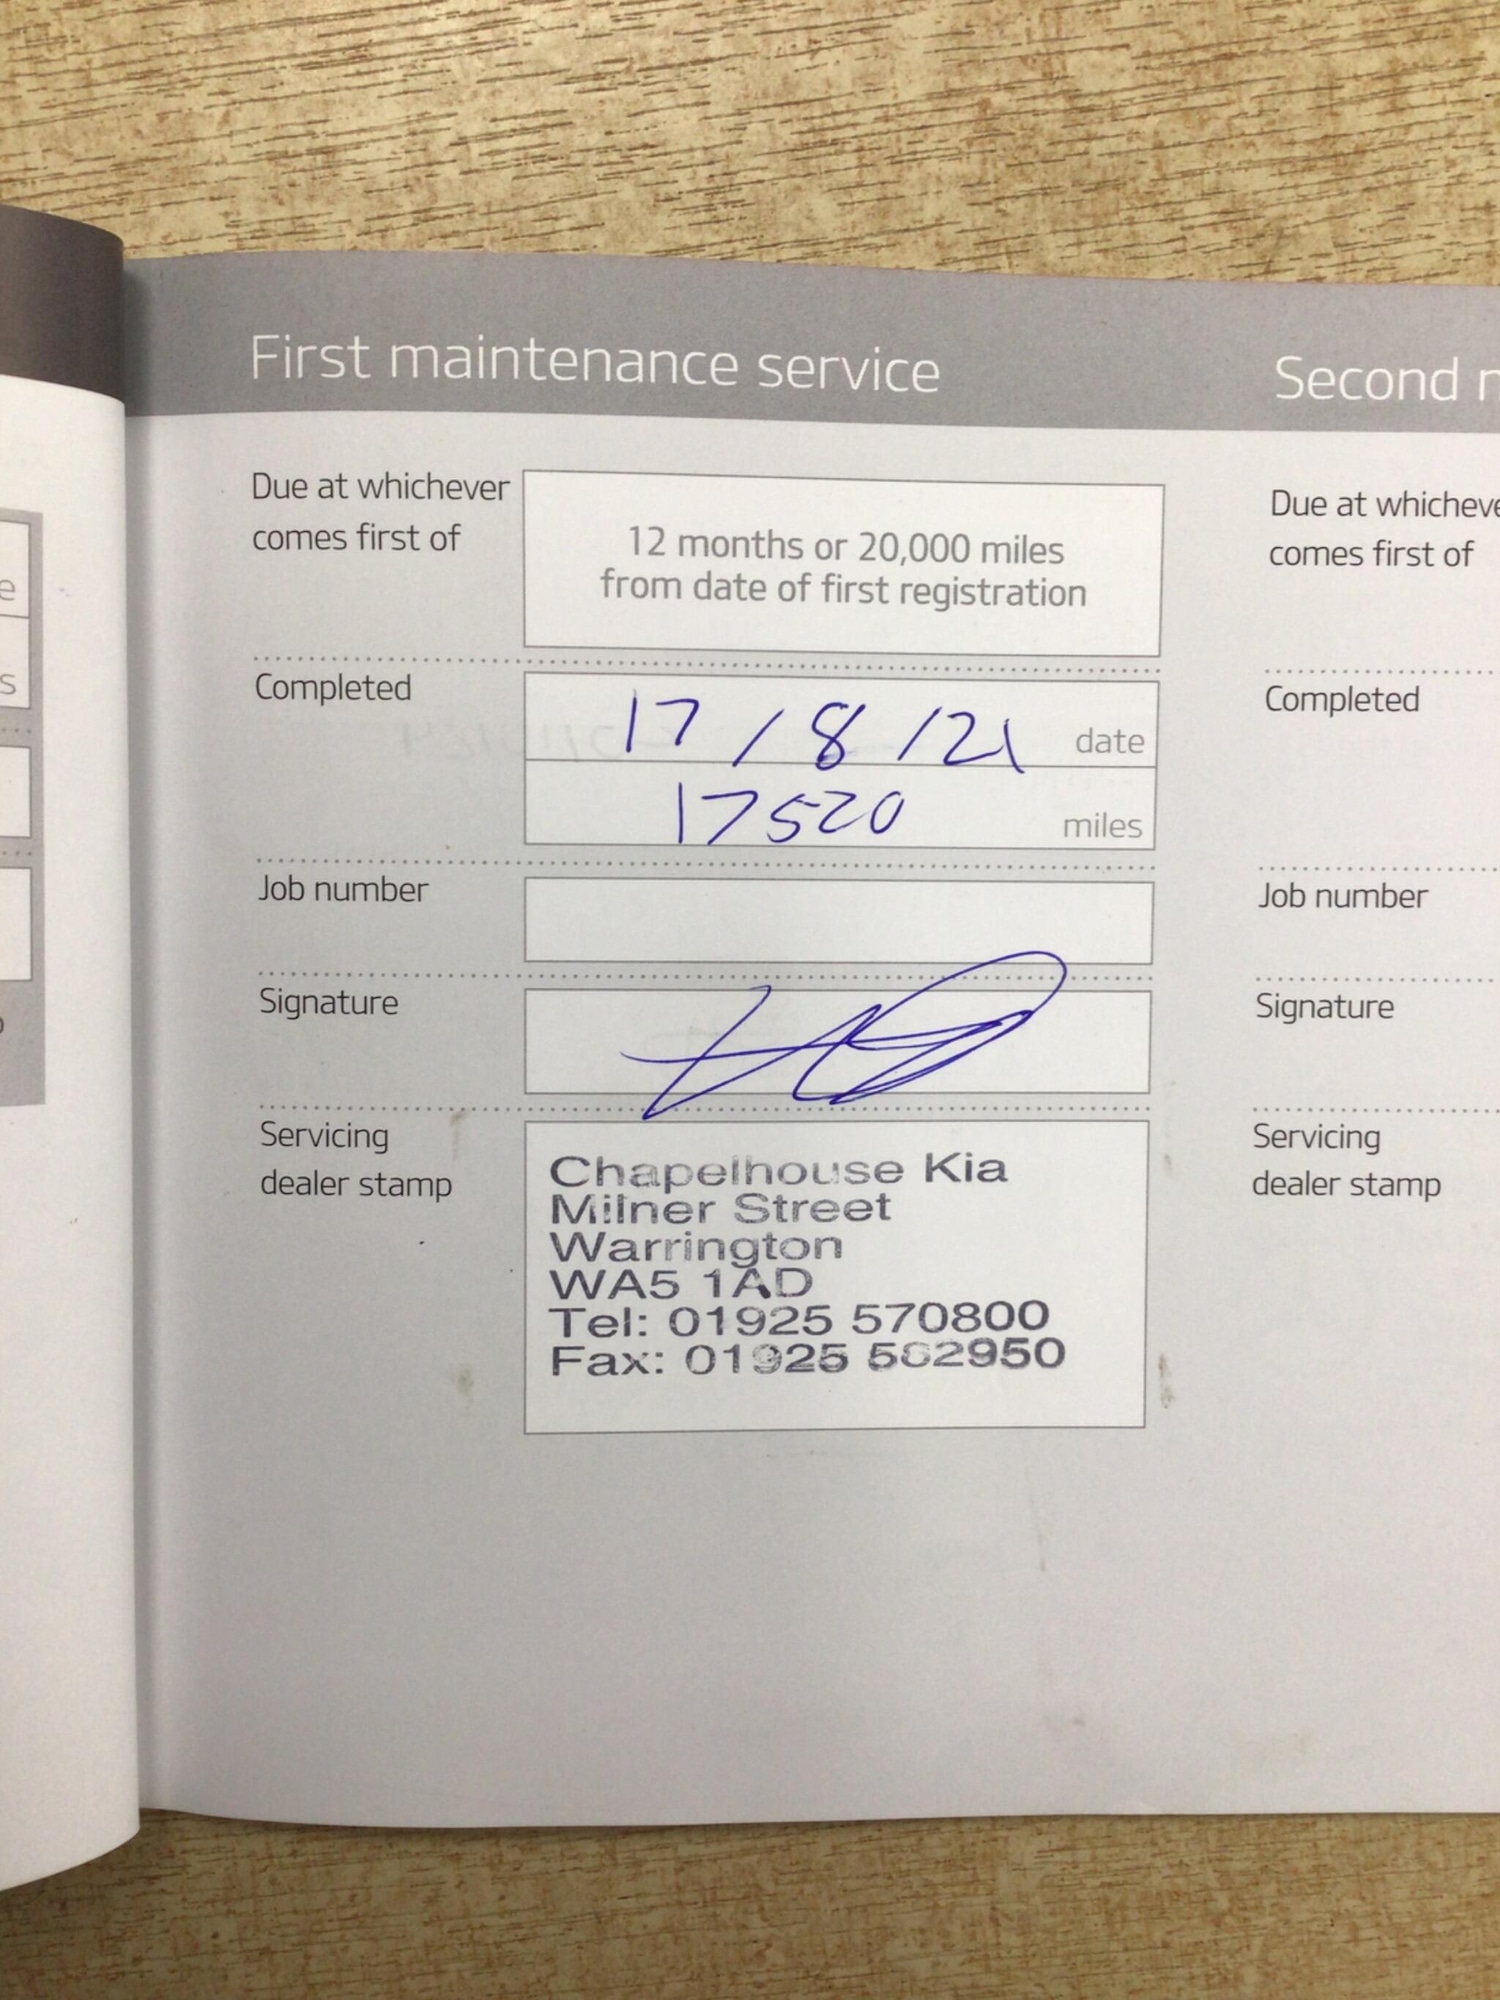 First maintenance service
Due at whichever
comes first of
12 months or 20,000 miles
from date of first registration
Completed
17/8/21 date
17520 miles
Job number
Signature
Servicing
dealer stamp
Chapelhouse Kia
Milner Street
Warrington
WA5 1AD
Tel: 01925 570800
Fax: 01925 562950
Second
Due at
comes first of
Completed
Job number
Signature
Servicing
dealer stamp